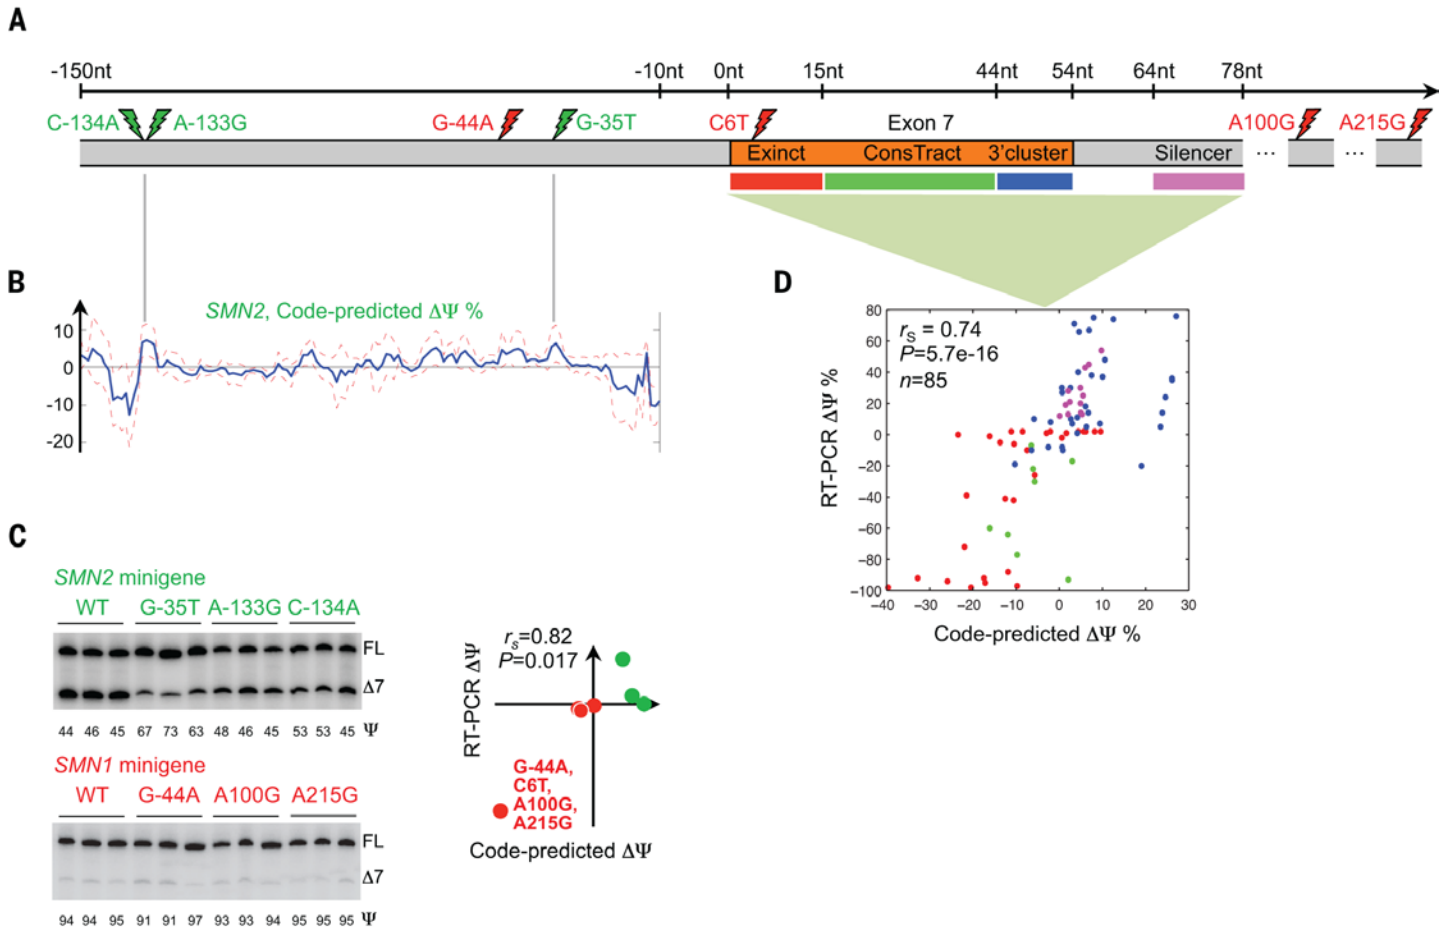 A
-150nt -10nt 0nt 15nt 44nt 54nt 64nt 78nt
C-134A A-133G G-44A G-35T C6T Exon 7 A100G A215G
Exinct ConsTract 3'cluster Silencer ... ...
B
SMN2, Code-predicted ΔΨ %
10
0
-10
-20
C
SMN2 minigene
WT G-35T A-133G C-134A
FL
Δ7
44 46 45 67 73 63 48 46 45 53 53 45 Ψ
SMN1 minigene
WT G-44A A100G A215G
FL
Δ7
94 94 95 91 91 97 93 93 94 95 95 95 Ψ
rs=0.82
P=0.017
RT-PCR ΔΨ
G-44A,
C6T,
A100G,
A215G
Code-predicted ΔΨ
D
rS = 0.74
P=5.7e-16
n=85
RT-PCR ΔΨ %
80
60
40
20
0
−20
−40
−60
−80
−100
−40 −30 −20 −10 0 10 20 30
Code-predicted ΔΨ %